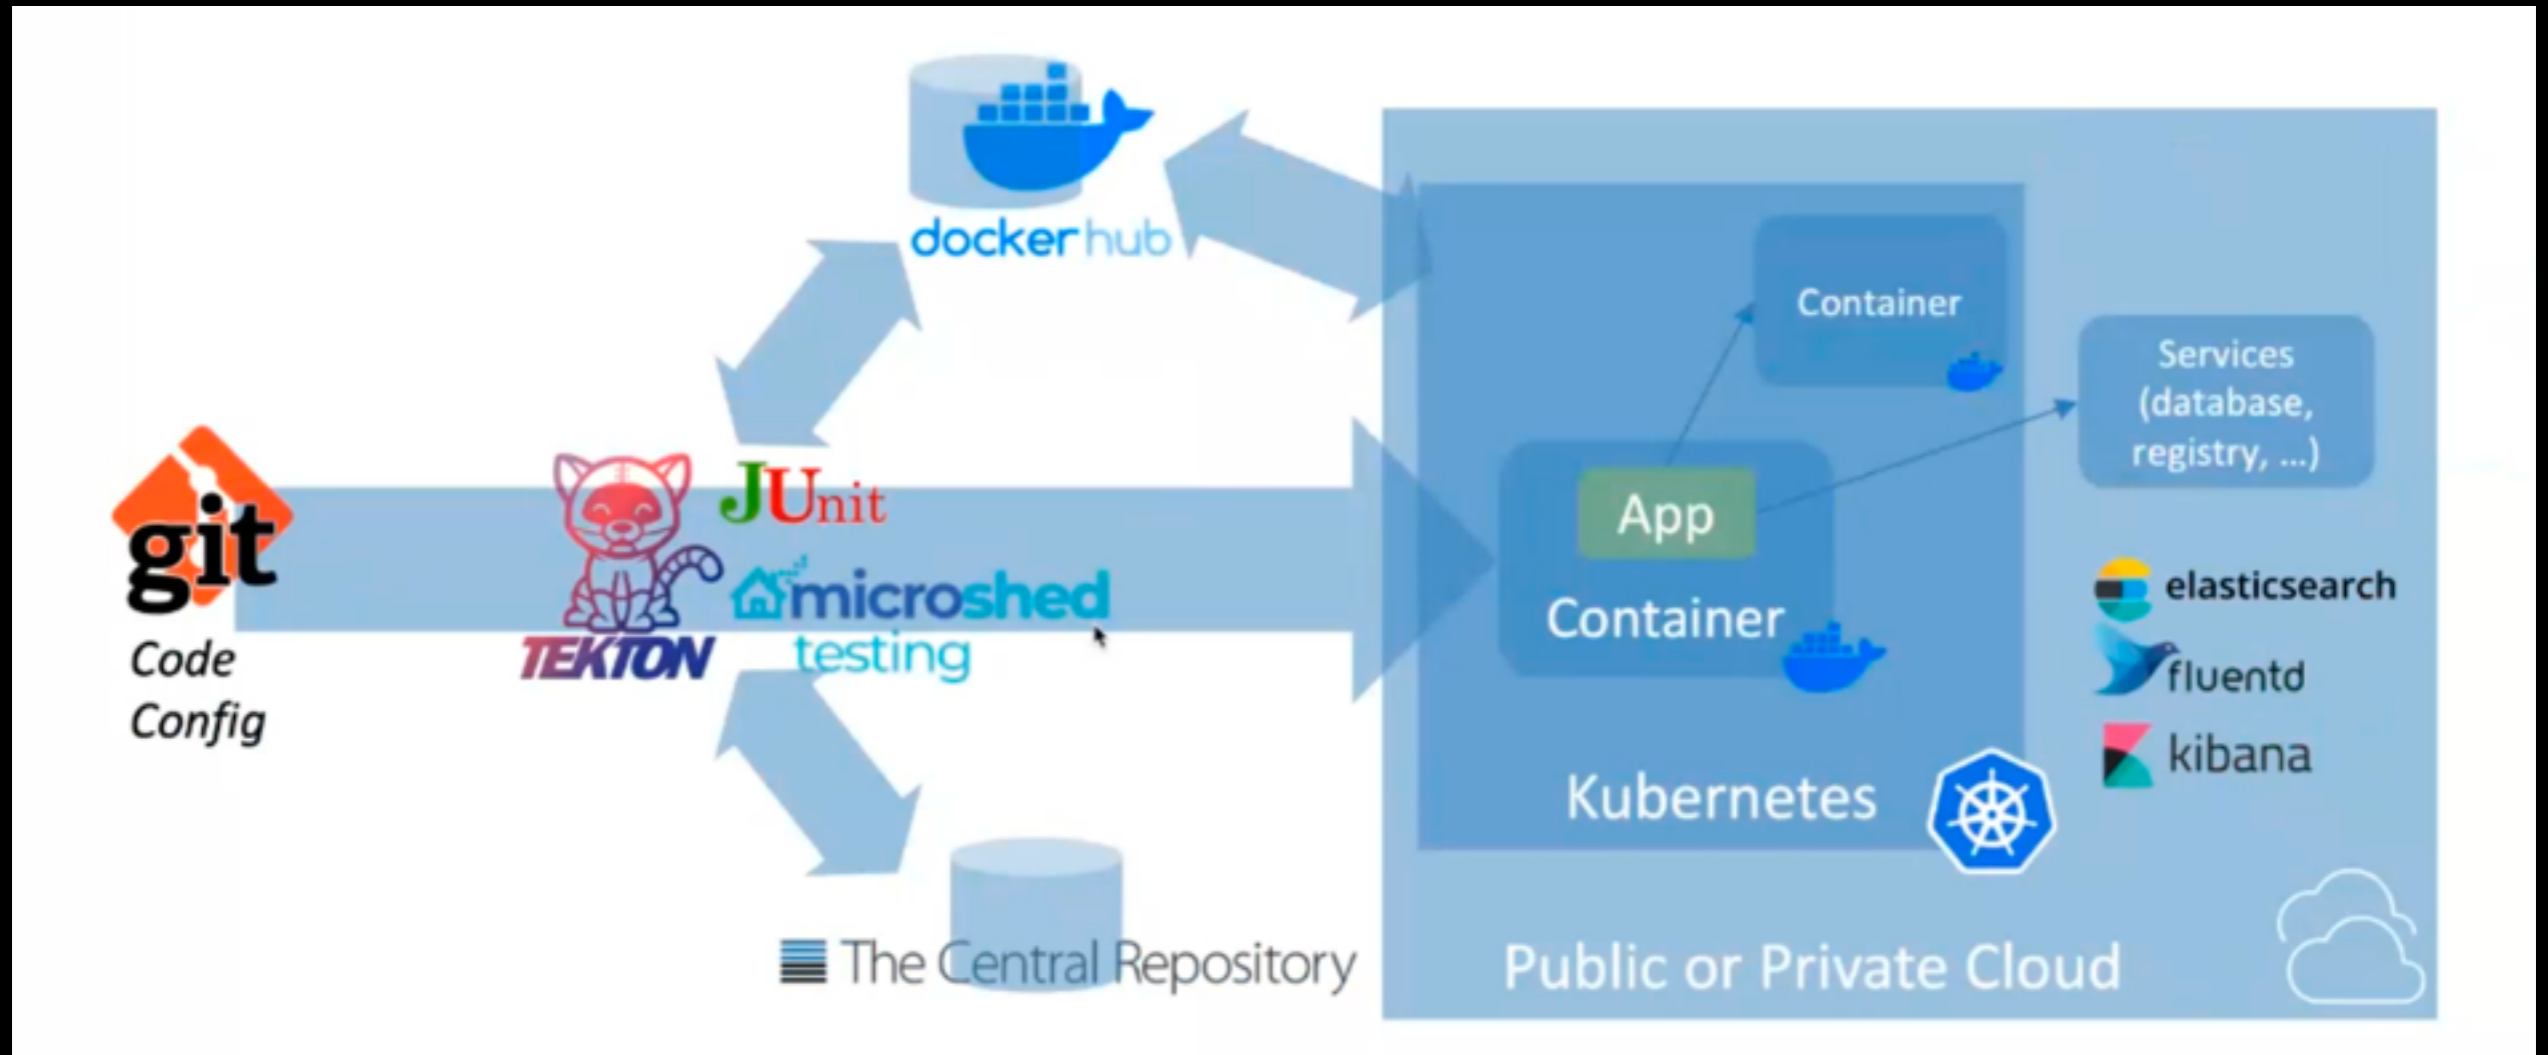 docker hub
git
Code
Config
TEKTON
JUnit
microshed
testing
The Central Repository
Container
Services
(database,
registry, ...)
App
Container
elasticsearch
fluentd
kibana
Kubernetes
Public or Private Cloud